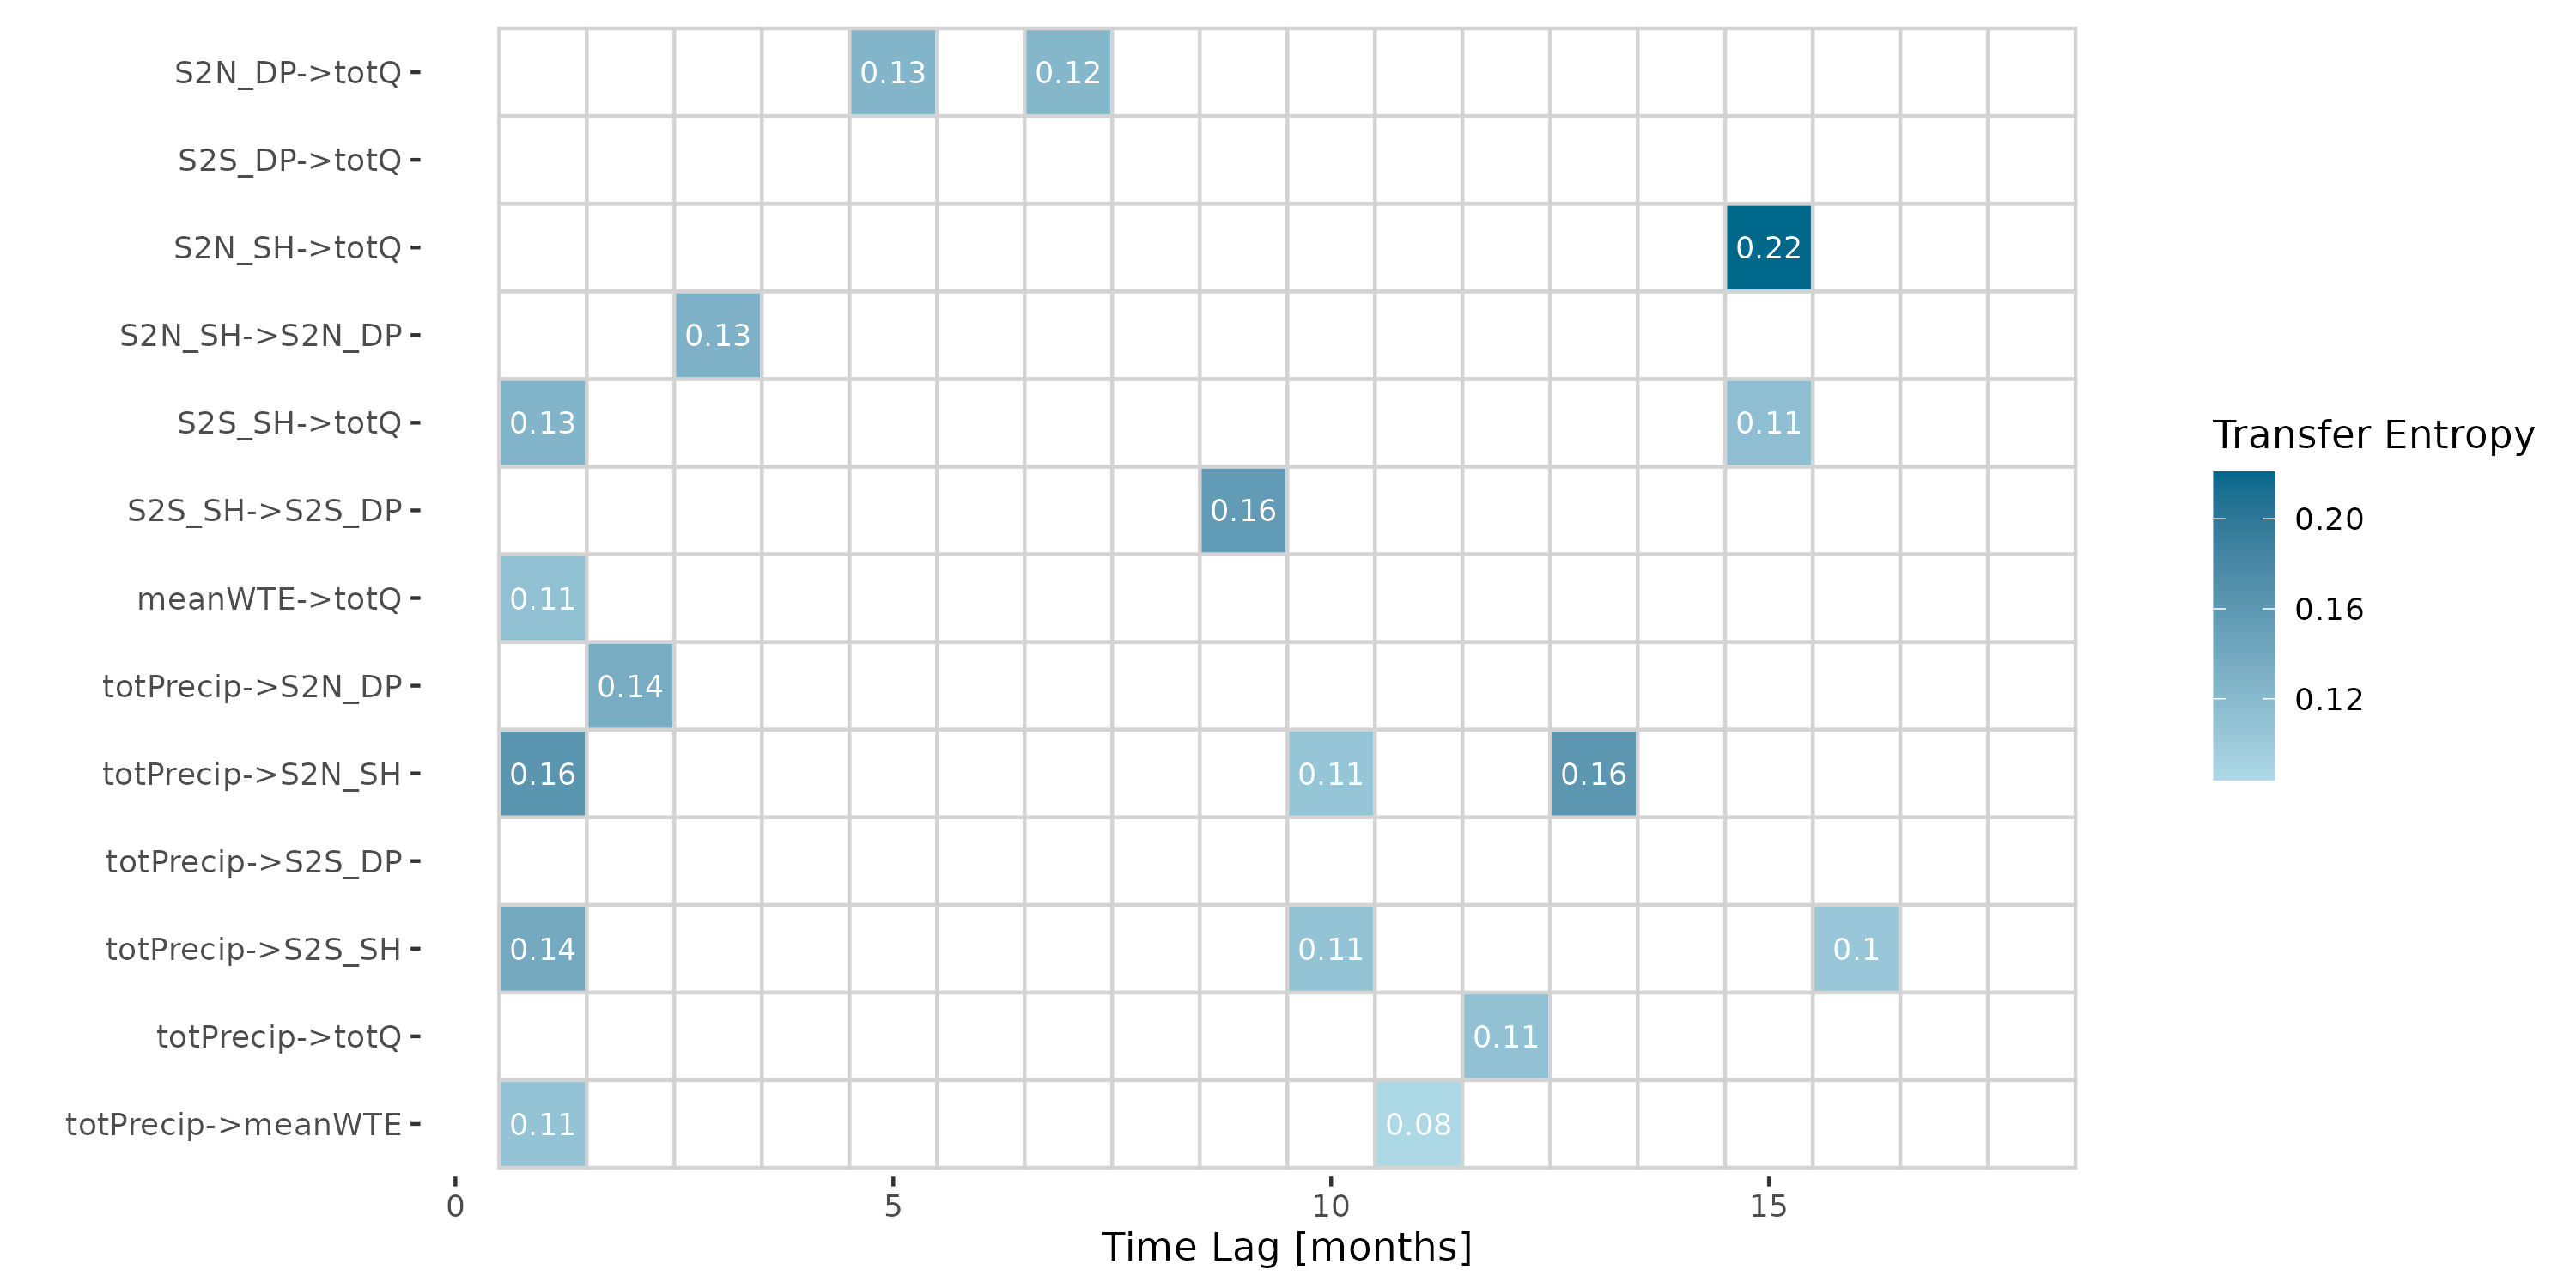 S2N_DP->totQ 0.13 0.12
S2S_DP->totQ
S2N_SH->totQ 0.22
S2N_SH->S2N_DP 0.13
S2S_SH->totQ 0.13 0.11
S2S_SH->S2S_DP 0.16
meanWTE->totQ 0.11
totPrecip->S2N_DP 0.14
totPrecip->S2N_SH 0.16 0.11 0.16
totPrecip->S2S_DP
totPrecip->S2S_SH 0.14 0.11 0.1
totPrecip->totQ 0.11
totPrecip->meanWTE 0.11 0.08
0 5 10 15
Time Lag [months]
Transfer Entropy
0.20
0.16
0.12